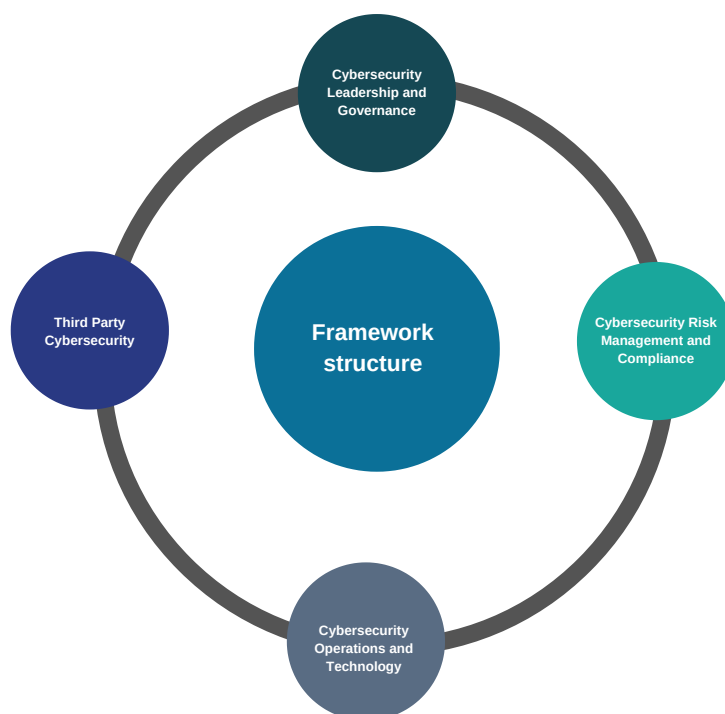 Cybersecurity
Leadership and
Governance
Third Party
Cybersecurity
Framework
structure
Cybersecurity Risk
Management and
Compliance
Cybersecurity
Operations and
Technology